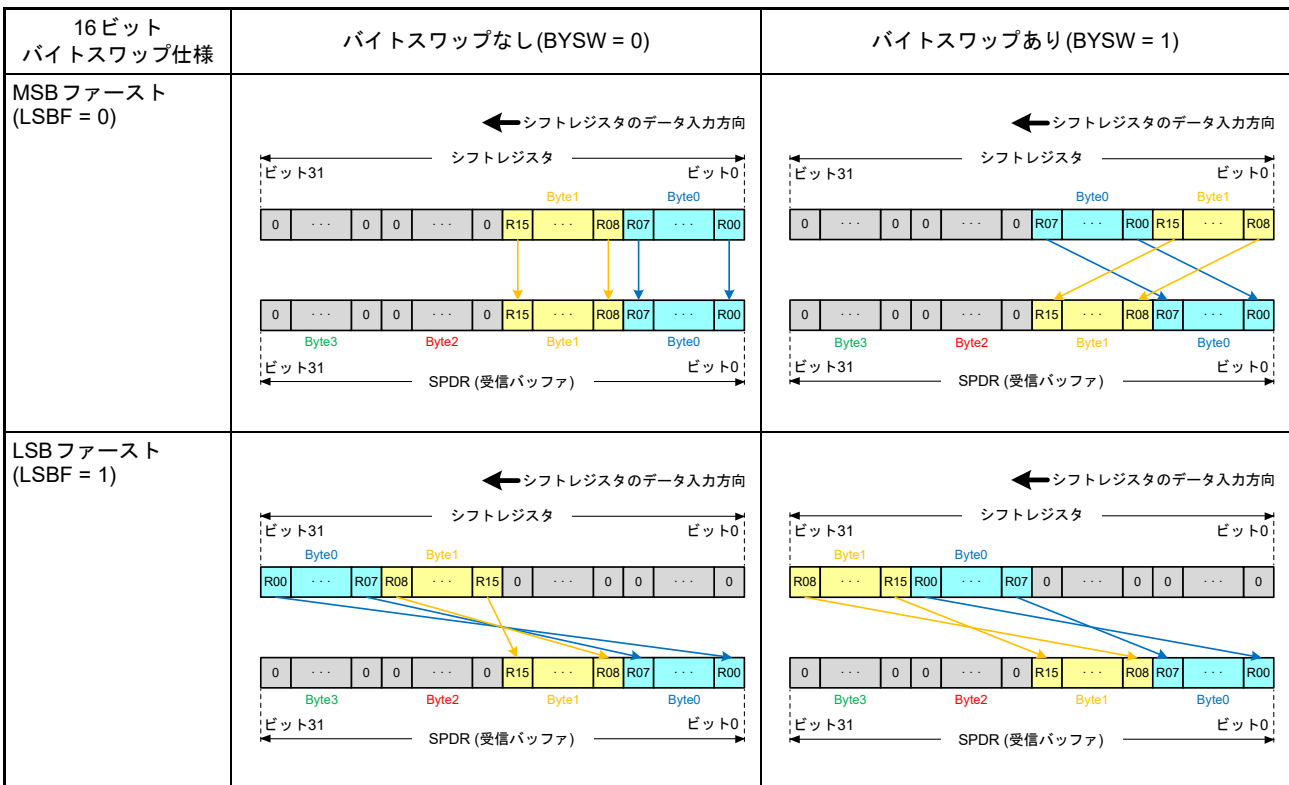 16ビット
バイトスワップ仕様
バイトスワップなし(BYSW = 0)
バイトスワップあり(BYSW = 1)
MSBファースト
(LSBF = 0)
シフトレジスタのデータ入力方向
シフトレジスタ
ビット31 ビット0
Byte1 Byte0
0 ··· 0 0 ··· 0 R15 ··· R08 R07 ··· R00
0 ··· 0 0 ··· 0 R15 ··· R08 R07 ··· R00
Byte3 Byte2 Byte1 Byte0
ビット31 ビット0
SPDR (受信バッファ)
シフトレジスタのデータ入力方向
シフトレジスタ
ビット31 ビット0
Byte0 Byte1
0 ··· 0 0 ··· 0 R07 ··· R00 R15 ··· R08
0 ··· 0 0 ··· 0 R15 ··· R08 R07 ··· R00
Byte3 Byte2 Byte1 Byte0
ビット31 ビット0
SPDR (受信バッファ)
LSBファースト
(LSBF = 1)
シフトレジスタのデータ入力方向
シフトレジスタ
ビット31 ビット0
Byte0 Byte1
R00 ··· R07 R08 ··· R15 0 ··· 0 0 ··· 0
0 ··· 0 0 ··· 0 R15 ··· R08 R07 ··· R00
Byte3 Byte2 Byte1 Byte0
ビット31 ビット0
SPDR (受信バッファ)
シフトレジスタのデータ入力方向
シフトレジスタ
ビット31 ビット0
Byte1 Byte0
R08 ··· R15 R00 ··· R07 0 ··· 0 0 ··· 0
0 ··· 0 0 ··· 0 R15 ··· R08 R07 ··· R00
Byte3 Byte2 Byte1 Byte0
ビット31 ビット0
SPDR (受信バッファ)